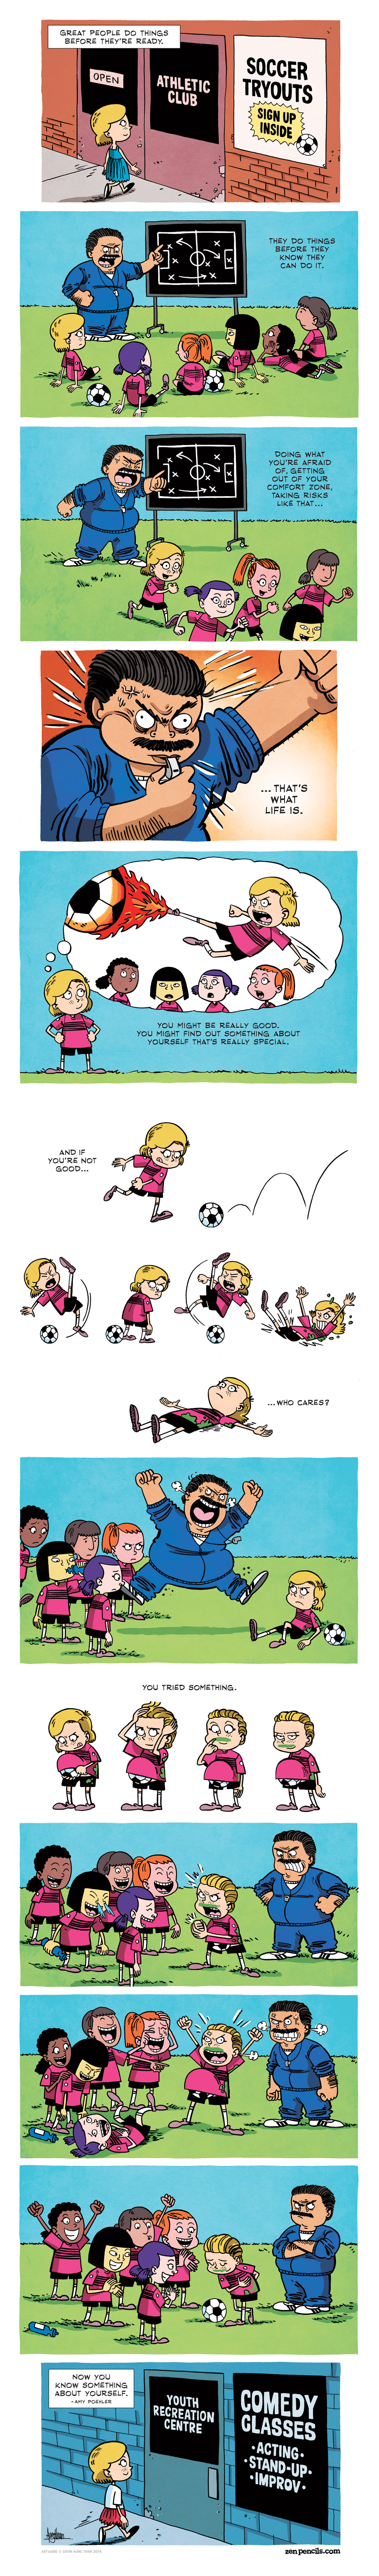 GREAT PEOPLE DO THINGS
BEFORE THEY'RE READY.
OPEN
ATHLETIC
CLUB
SOCCER
TRYOUTS
SIGN UP
INSIDE
THEY DO THINGS
BEFORE THEY
KNOW THEY
CAN DO IT.
DOING WHAT
YOU'RE AFRAID
OF, GETTING
OUT OF YOUR
COMFORT ZONE,
TAKING RISKS
LIKE THAT...
...THAT'S
WHAT
LIFE IS.
YOU MIGHT BE REALLY GOOD.
YOU MIGHT FIND OUT SOMETHING ABOUT
YOURSELF THAT'S REALLY SPECIAL.
AND IF
YOU'RE NOT
GOOD...
...WHO CARES?
YOU TRIED SOMETHING.
NOW YOU
KNOW SOMETHING
ABOUT YOURSELF.
-AMY POEHLER
YOUTH
RECREATION
CENTRE
COMEDY
CLASSES
•ACTING•
•STAND-UP•
•IMPROV•
zenpencils.com